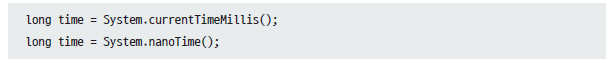 long time = System.currentTimeMillis();
long time = System.nanoTime();